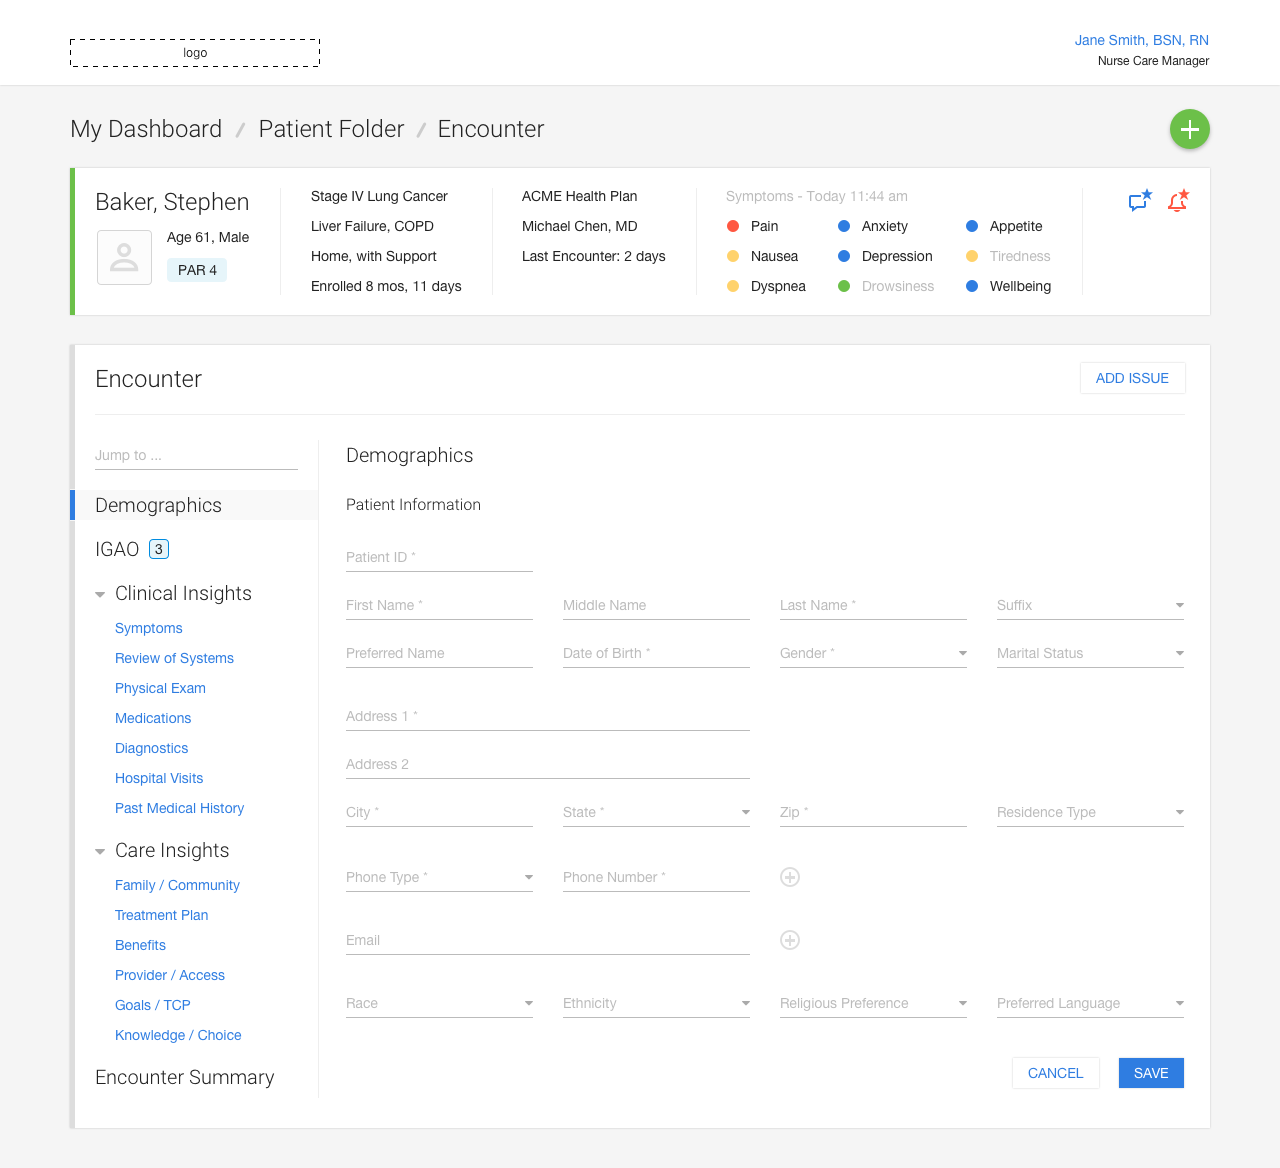 logo
Jane Smith, BSN, RN
Nurse Care Manager
My Dashboard / Patient Folder / Encounter
Baker, Stephen
Age 61, Male
PAR 4
Stage IV Lung Cancer
Liver Failure, COPD
Home, with Support
Enrolled 8 mos, 11 days
ACME Health Plan
Michael Chen, MD
Last Encounter: 2 days
Symptoms - Today 11:44 am
Pain
Anxiety
Appetite
Nausea
Depression
Tiredness
Dyspnea
Drowsiness
Wellbeing
Encounter
ADD ISSUE
Jump to ...
Demographics
IGAO 3
Clinical Insights
Symptoms
Review of Systems
Physical Exam
Medications
Diagnostics
Hospital Visits
Past Medical History
Care Insights
Family / Community
Treatment Plan
Benefits
Provider / Access
Goals / TCP
Knowledge / Choice
Encounter Summary
Demographics
Patient Information
Patient ID *
First Name *
Middle Name
Last Name *
Suffix
Preferred Name
Date of Birth *
Gender *
Marital Status
Address 1 *
Address 2
City *
State *
Zip *
Residence Type
Phone Type *
Phone Number *
Email
Race
Ethnicity
Religious Preference
Preferred Language
CANCEL
SAVE